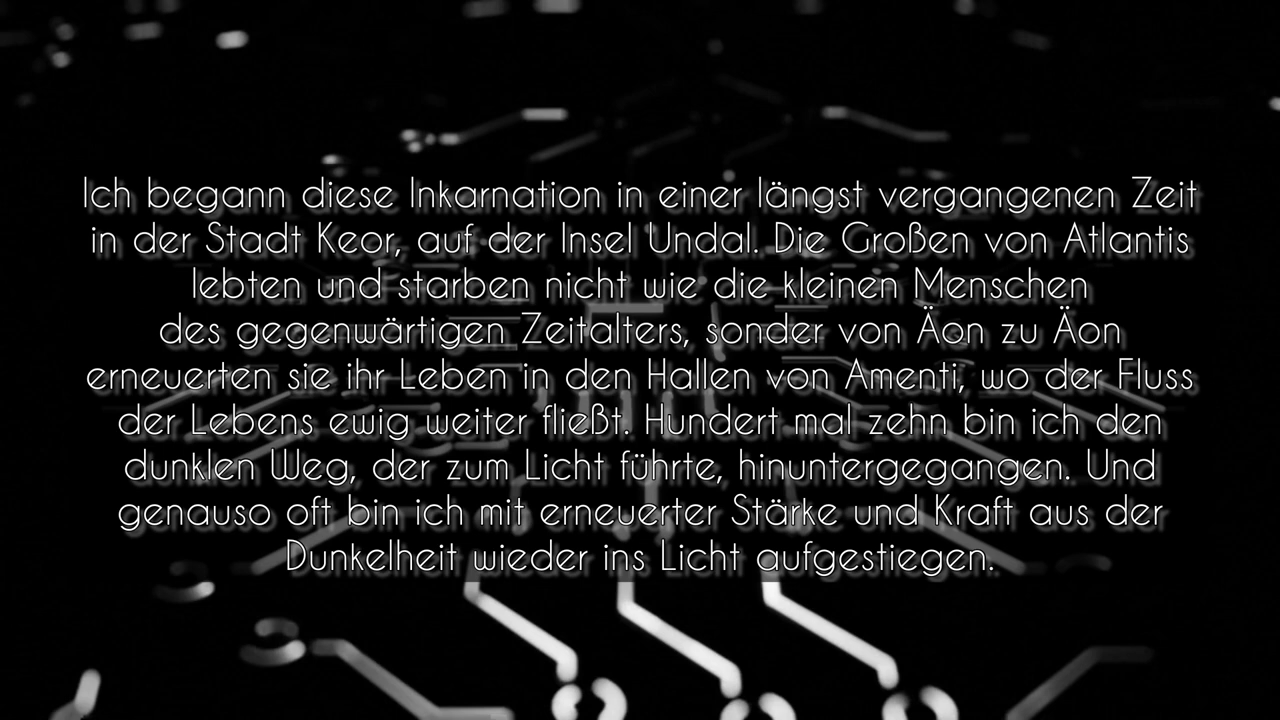 Ich begann diese Inkarnation in einer längst vergangenen Zeit
in der Stadt Keor, auf der Insel Undal. Die Großen von Atlantis
lebten und starben nicht wie die kleinen Menschen
des gegenwärtigen Zeitalters, sonder von Äon zu Äon
erneuerten sie ihr Leben in den Hallen von Amenti, wo der Fluss
der Lebens ewig weiter fließt. Hundert mal zehn bin ich den
dunklen Weg, der zum Licht führte, hinuntergegangen. Und
genauso oft bin ich mit erneuerter Stärke und Kraft aus der
Dunkelheit wieder ins Licht aufgestiegen.